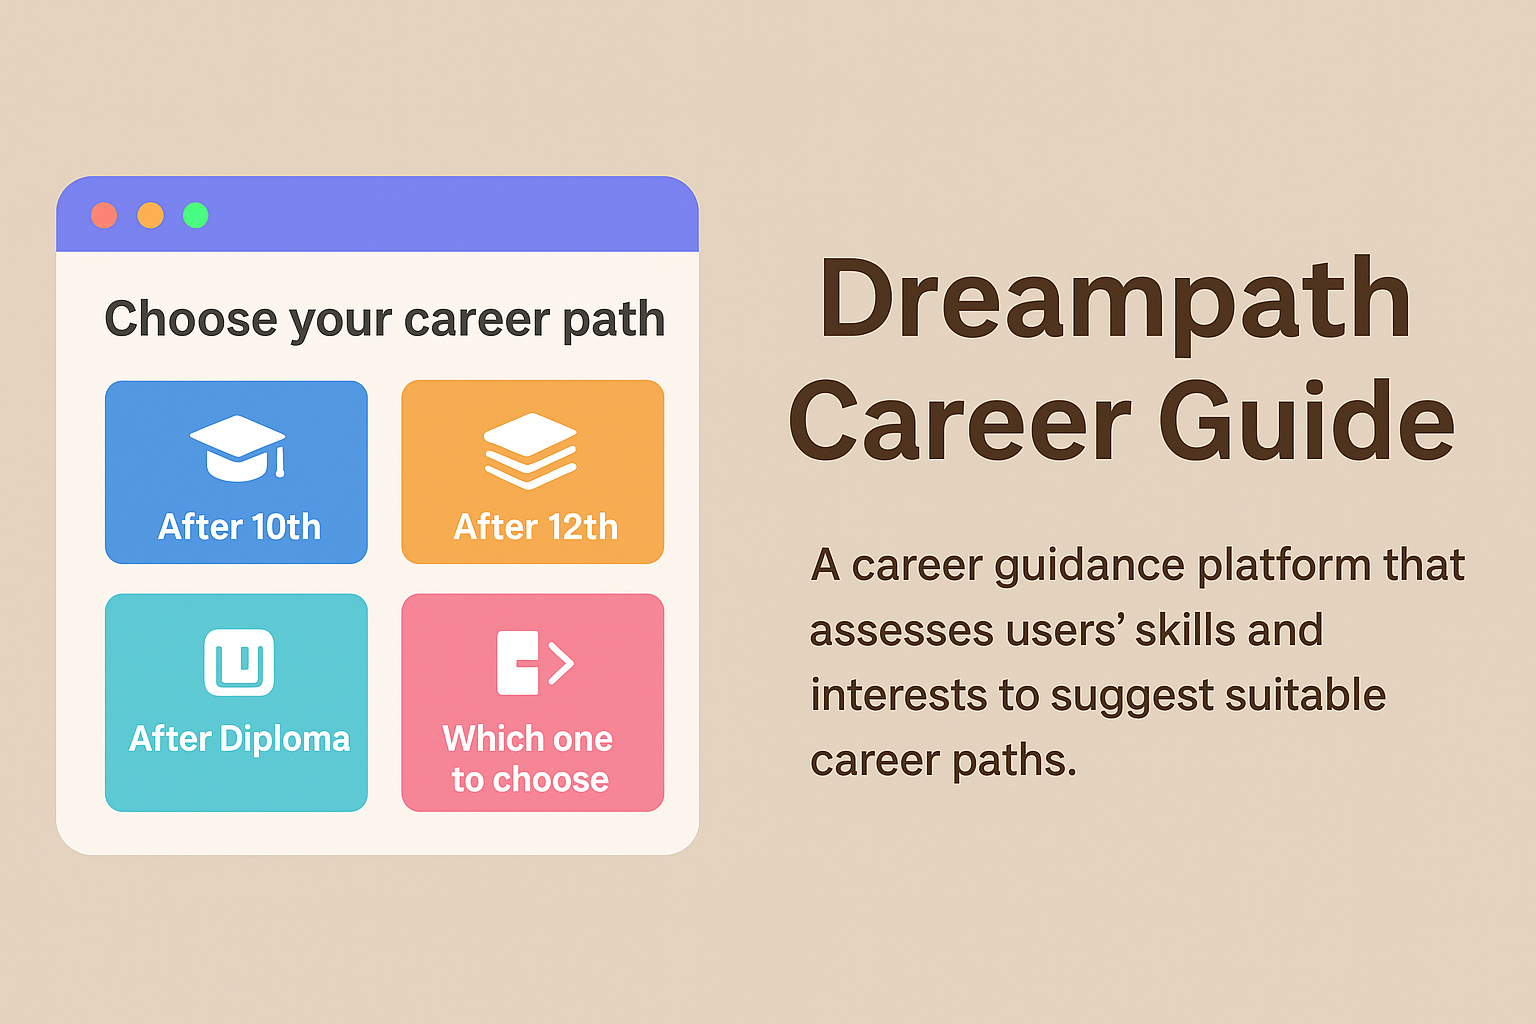 Choose your career path
After 10th
After 12th
After Diploma
Which one
to choose
Dreampath
Career Guide
A career guidance platform that
assesses users’ skills and
interests to suggest suitable
career paths.